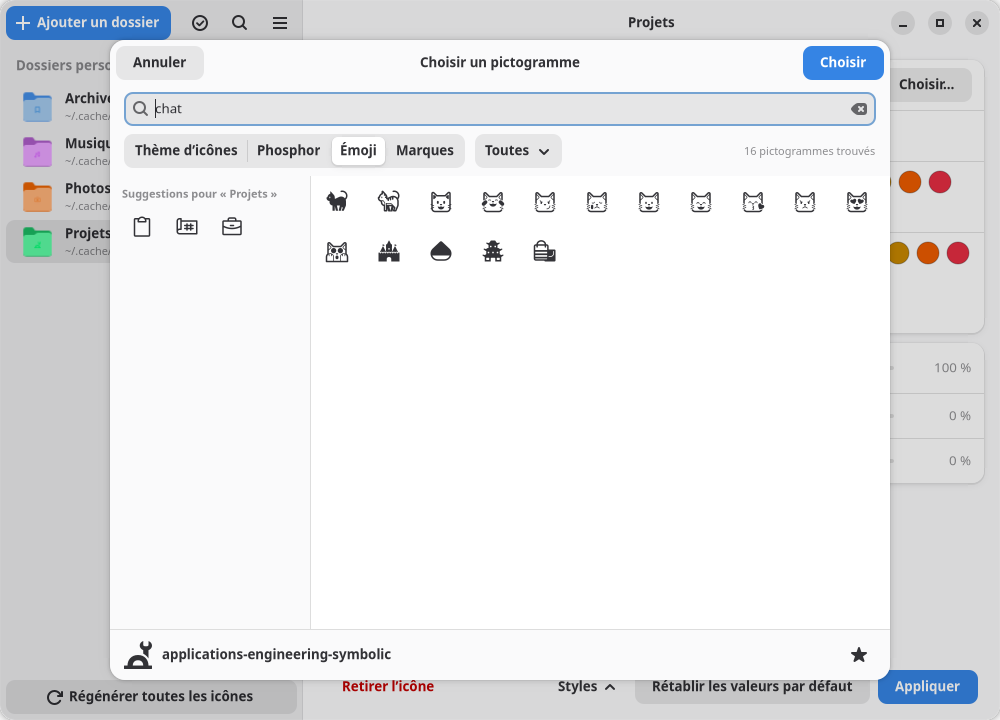 Ajouter un dossier
Projets
Dossiers perso
Archive
~/.cache/
Musiqu
~/.cache/
Photos
~/.cache/
Projets
~/.cache/
Annuler
Choisir un pictogramme
Choisir
Choisir...
chat
Thème d'icônes
Phosphor
Émoji
Marques
Toutes
16 pictogrammes trouvés
Suggestions pour « Projets »
100 %
0 %
0 %
applications-engineering-symbolic
Régénérer toutes les icônes
Retirer l'icône
Styles
Rétablir les valeurs par défaut
Appliquer